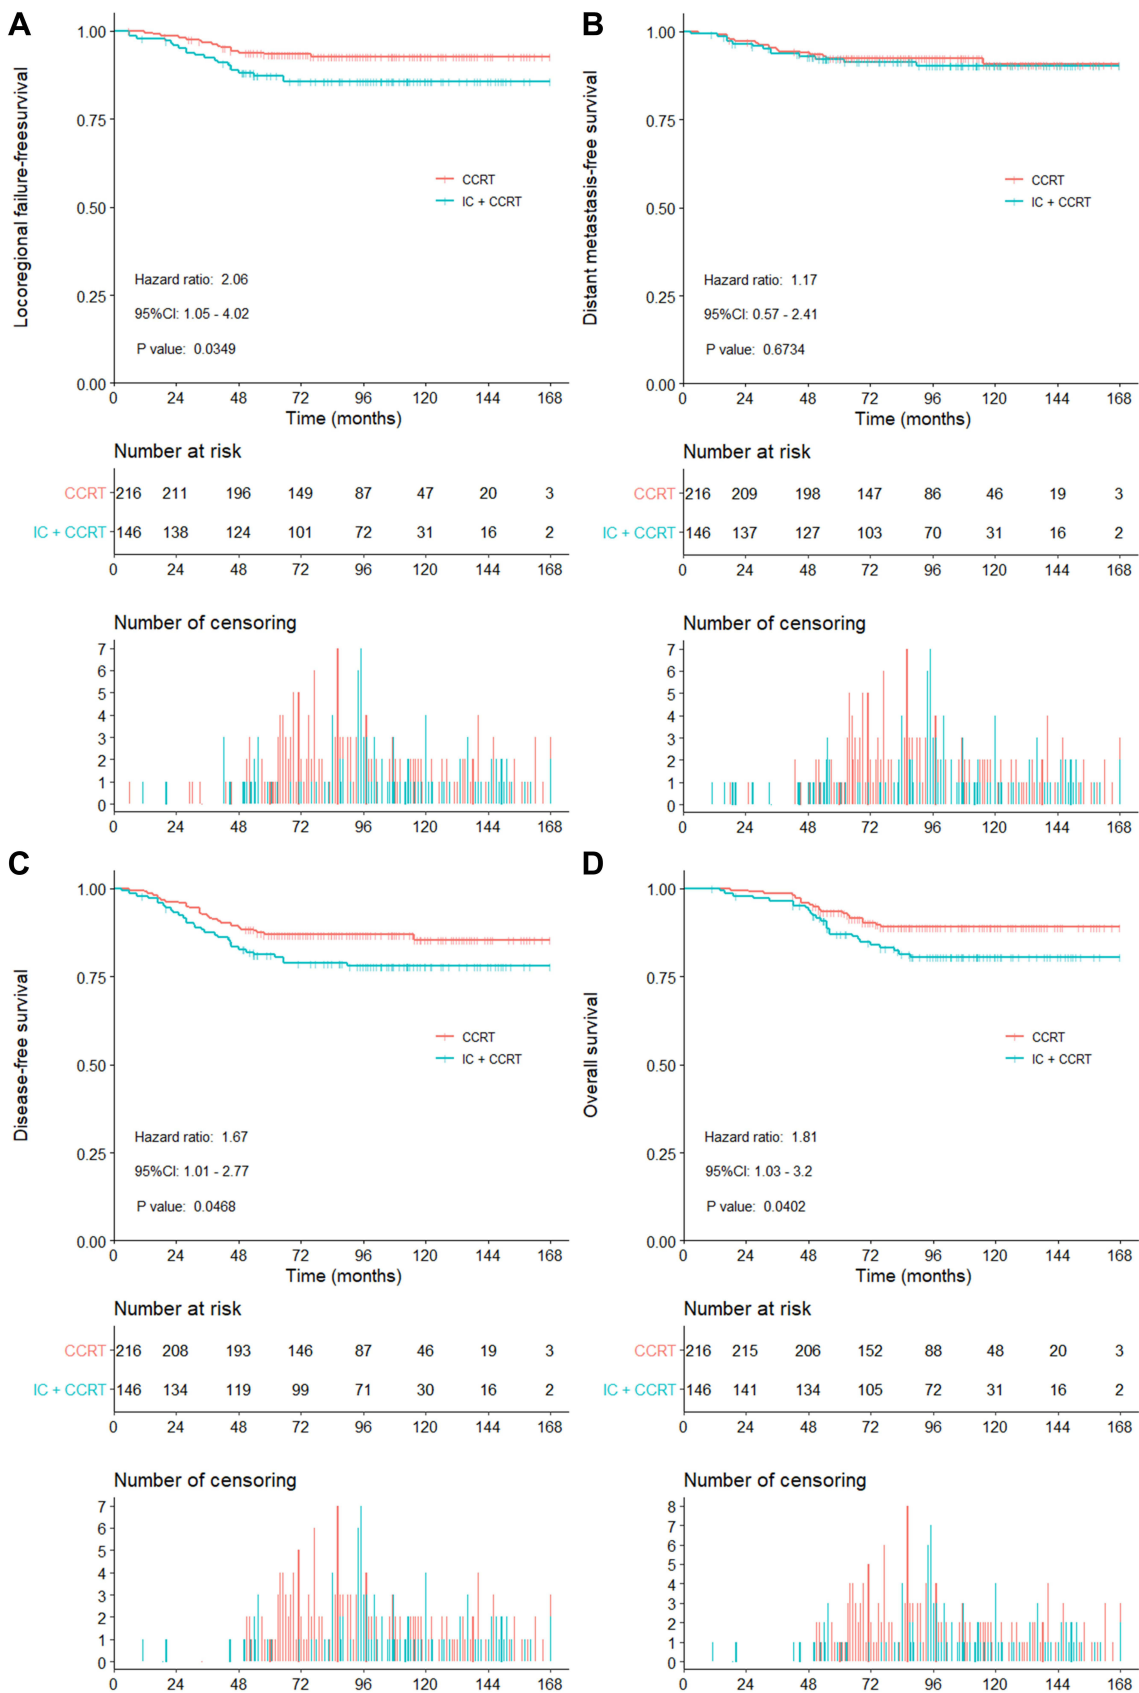 A
Locoregional failure-freesurvival
1.00
0.75
0.50
0.25
0.00
CCRT
IC + CCRT
Hazard ratio: 2.06
95%CI: 1.05 - 4.02
P value: 0.0349
0 24 48 72 96 120 144 168
Time (months)
Number at risk
CCRT 216 211 196 149 87 47 20 3
IC + CCRT 146 138 124 101 72 31 16 2
0 24 48 72 96 120 144 168
Number of censoring
7
6
5
4
3
2
1
0
0 24 48 72 96 120 144 168
B
Distant metastasis-free survival
1.00
0.75
0.50
0.25
0.00
CCRT
IC + CCRT
Hazard ratio: 1.17
95%CI: 0.57 - 2.41
P value: 0.6734
0 24 48 72 96 120 144 168
Time (months)
Number at risk
CCRT 216 209 198 147 86 46 19 3
IC + CCRT 146 137 127 103 70 31 16 2
0 24 48 72 96 120 144 168
Number of censoring
7
6
5
4
3
2
1
0
0 24 48 72 96 120 144 168
C
Disease-free survival
1.00
0.75
0.50
0.25
0.00
CCRT
IC + CCRT
Hazard ratio: 1.67
95%CI: 1.01 - 2.77
P value: 0.0468
0 24 48 72 96 120 144 168
Time (months)
Number at risk
CCRT 216 208 193 146 87 46 19 3
IC + CCRT 146 134 119 99 71 30 16 2
0 24 48 72 96 120 144 168
Number of censoring
7
6
5
4
3
2
1
0
0 24 48 72 96 120 144 168
D
Overall survival
1.00
0.75
0.50
0.25
0.00
CCRT
IC + CCRT
Hazard ratio: 1.81
95%CI: 1.03 - 3.2
P value: 0.0402
0 24 48 72 96 120 144 168
Time (months)
Number at risk
CCRT 216 215 206 152 88 48 20 3
IC + CCRT 146 141 134 105 72 31 16 2
0 24 48 72 96 120 144 168
Number of censoring
8
7
6
5
4
3
2
1
0
0 24 48 72 96 120 144 168